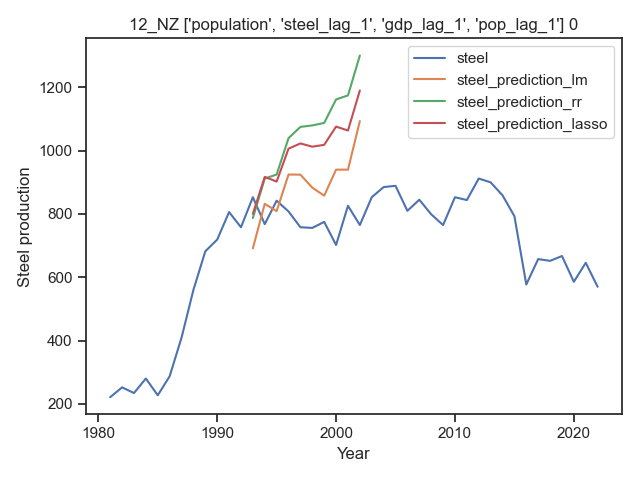 12_NZ ['population', 'steel_lag_1', 'gdp_lag_1', 'pop_lag_1'] 0
steel
steel_prediction_lm
steel_prediction_rr
steel_prediction_lasso
Steel production
1200
1000
800
600
400
200
1980
1990
2000
2010
2020
Year